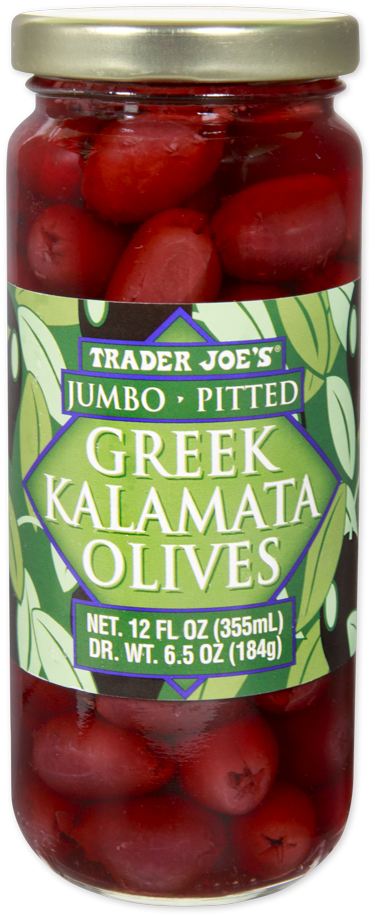 TRADER JOE'S®
JUMBO · PITTED
GREEK
KALAMATA
OLIVES
NET. 12 FL OZ (355mL)
DR. WT. 6.5 OZ (184g)